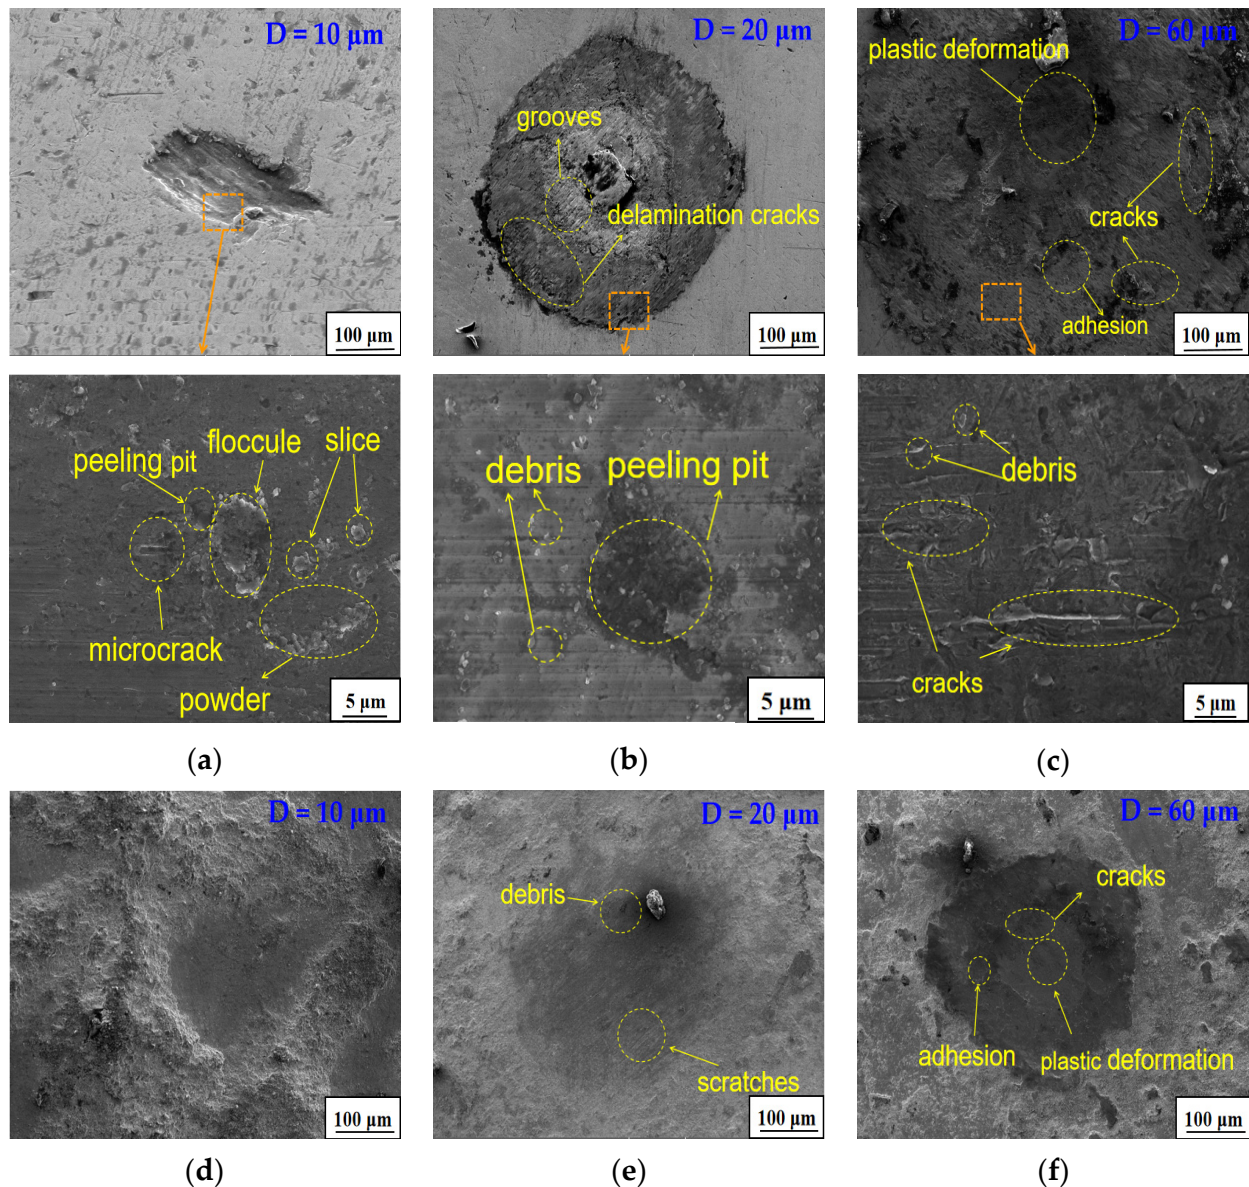 D = 10 μm
100 μm
D = 20 μm
grooves
delamination cracks
100 μm
D = 60 μm
plastic deformation
cracks
adhesion
100 μm
peeling pit
floccule
slice
microcrack
powder
5 μm
debris
peeling pit
5 μm
debris
cracks
5 μm
(a)
(b)
(c)
D = 10 μm
100 μm
D = 20 μm
debris
scratches
100 μm
D = 60 μm
cracks
adhesion
plastic deformation
100 μm
(d)
(e)
(f)